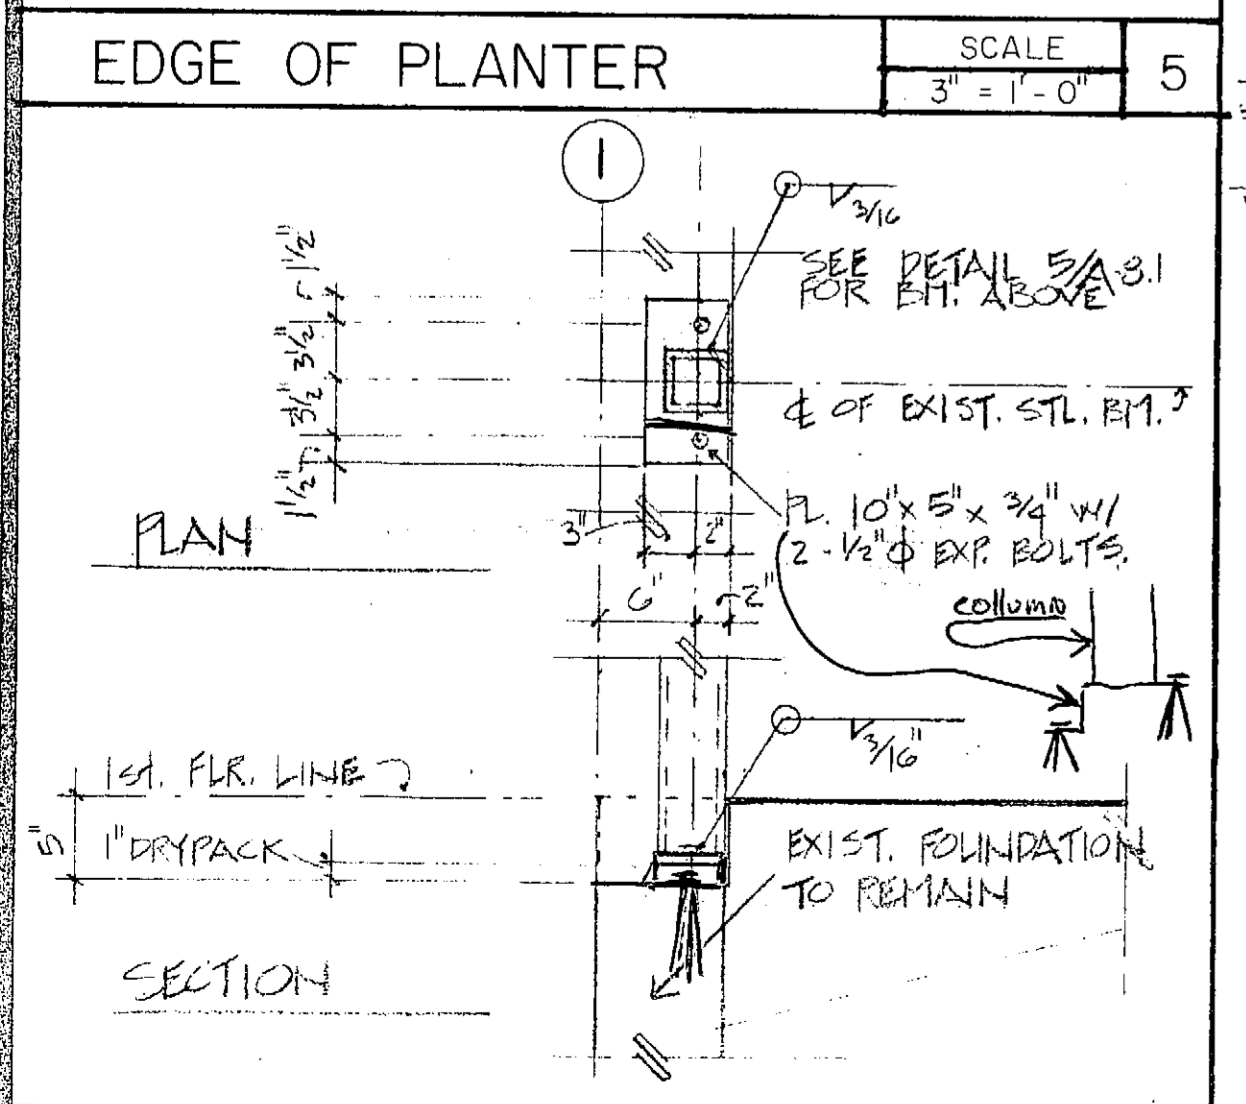 EDGE OF PLANTER
SCALE
3" = 1'-0"
5
1
3/16
SEE DETAIL 5/A-8.1
FOR BM. ABOVE
1 1/2"
3 1/2"
3 1/2"
1 1/2"
℄ OF EXIST. STL. BM.
PL. 10" x 5" x 3/4" W/
2 - 1/2" Φ EXP. BOLTS.
PLAN
3"
2"
6"
2"
collumn
3/16"
1st. FLR. LINE
5"
1" DRYPACK
EXIST. FOUNDATION
TO REMAIN
SECTION